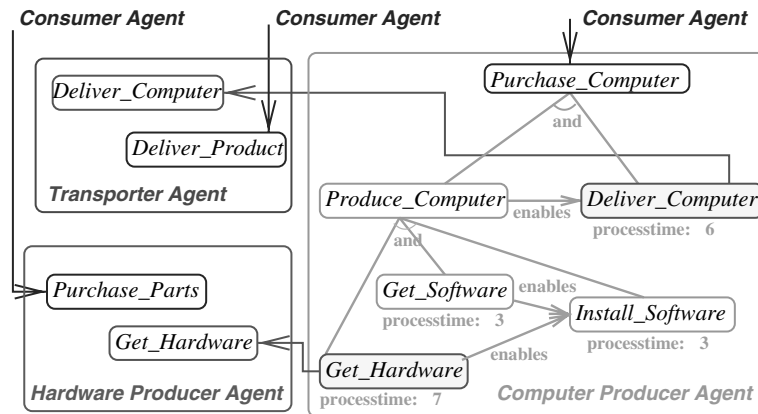 Consumer Agent
Consumer Agent
Consumer Agent
Deliver_Computer
Purchase_Computer
and
Deliver_Product
Transporter Agent
Produce_Computer
enables
Deliver_Computer
processtime: 6
and
Purchase_Parts
Get_Software
enables
processtime: 3
Install_Software
processtime: 3
Get_Hardware
Get_Hardware
enables
processtime: 7
Hardware Producer Agent
Computer Producer Agent